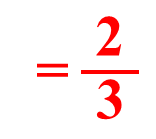 = 2/3